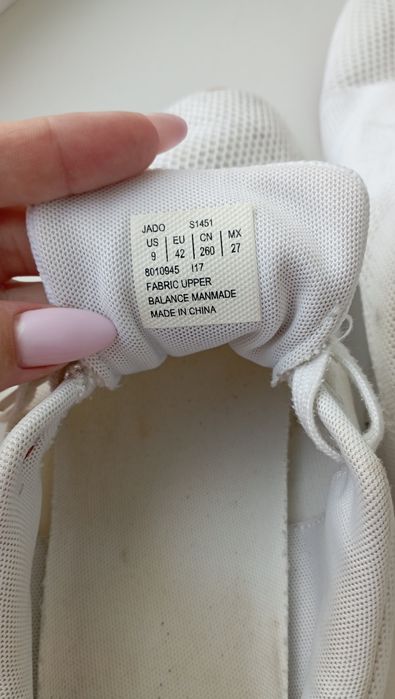 JADO S1451
US EU CN MX
9 42 260 27
8010945 I17
FABRIC UPPER
BALANCE MANMADE
MADE IN CHINA